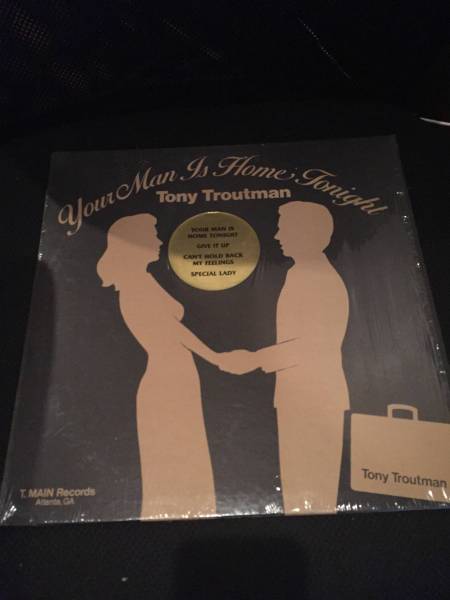 Your Man Is Home Tonight
Tony Troutman
YOUR MAN IS
HOME TONIGHT
GIVE IT UP
CAN'T HOLD BACK
MY FEELINGS
SPECIAL LADY
T. MAIN Records
Atlanta, GA
Tony Troutman